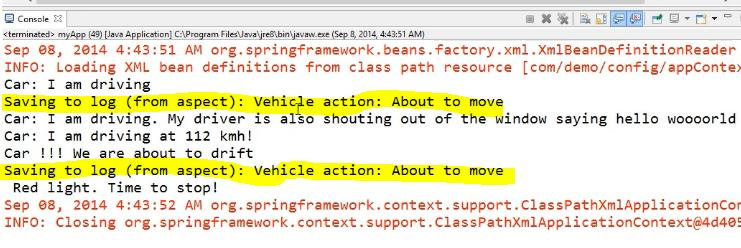 Console
<terminated> myApp (49) [Java Application] C:\Program Files\Java\jre8\bin\javaw.exe (Sep 8, 2014, 4:43:51 AM)
Sep 08, 2014 4:43:51 AM org.springframework.beans.factory.xml.XmlBeanDefinitionReader
INFO: Loading XML bean definitions from class path resource [com/demo/config/appContex
Car: I am driving
Saving to log (from aspect): Vehicle action: About to move
Car: I am driving. My driver is also shouting out of the window saying hello woooorld
Car: I am driving at 112 kmh!
Car !!! We are about to drift
Saving to log (from aspect): Vehicle action: About to move
Red light. Time to stop!
Sep 08, 2014 4:43:52 AM org.springframework.context.support.ClassPathXmlApplicationCon
INFO: Closing org.springframework.context.support.ClassPathXmlApplicationContext@4d405